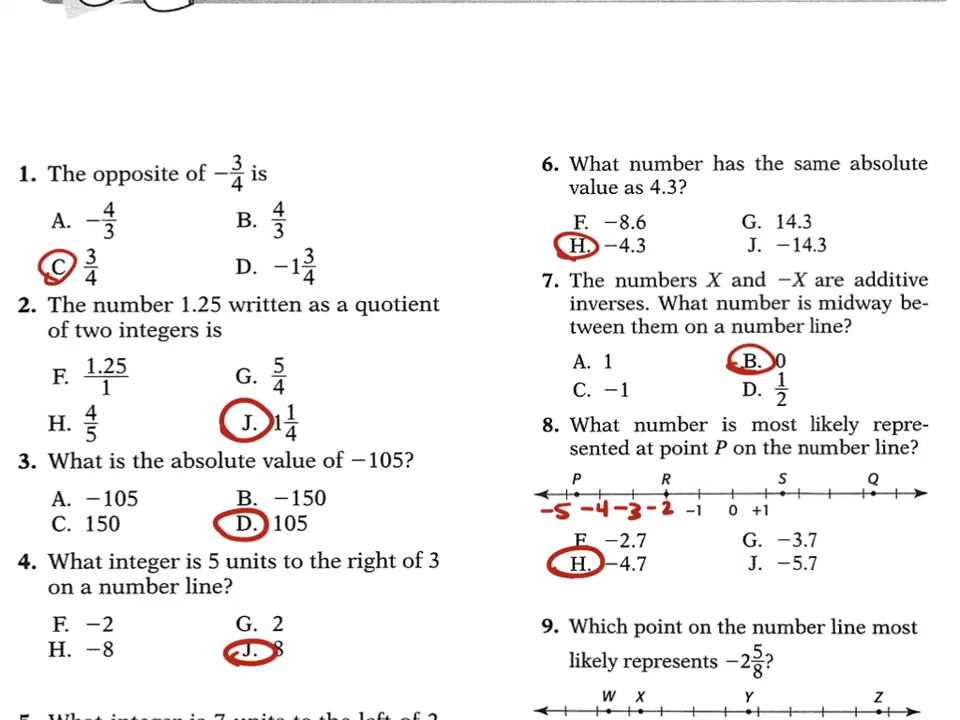 1. The opposite of −3/4 is
A. −4/3 B. 4/3
C 3/4 D. −1 3/4
2. The number 1.25 written as a quotient
of two integers is
F. 1.25/1 G. 5/4
H. 4/5 J. 1 1/4
3. What is the absolute value of −105?
A. −105 B. −150
C. 150 D. 105
4. What integer is 5 units to the right of 3
on a number line?
F. −2 G. 2
H. −8 J. 8
6. What number has the same absolute
value as 4.3?
F. −8.6 G. 14.3
H. −4.3 J. −14.3
7. The numbers X and −X are additive
inverses. What number is midway be-
tween them on a number line?
A. 1 B. 0
C. −1 D. 1/2
8. What number is most likely repre-
sented at point P on the number line?
P R S Q
-5 -4 -3 -2 −1 0 +1
F. −2.7 G. −3.7
H. −4.7 J. −5.7
9. Which point on the number line most
likely represents −2 5/8?
W X Y Z